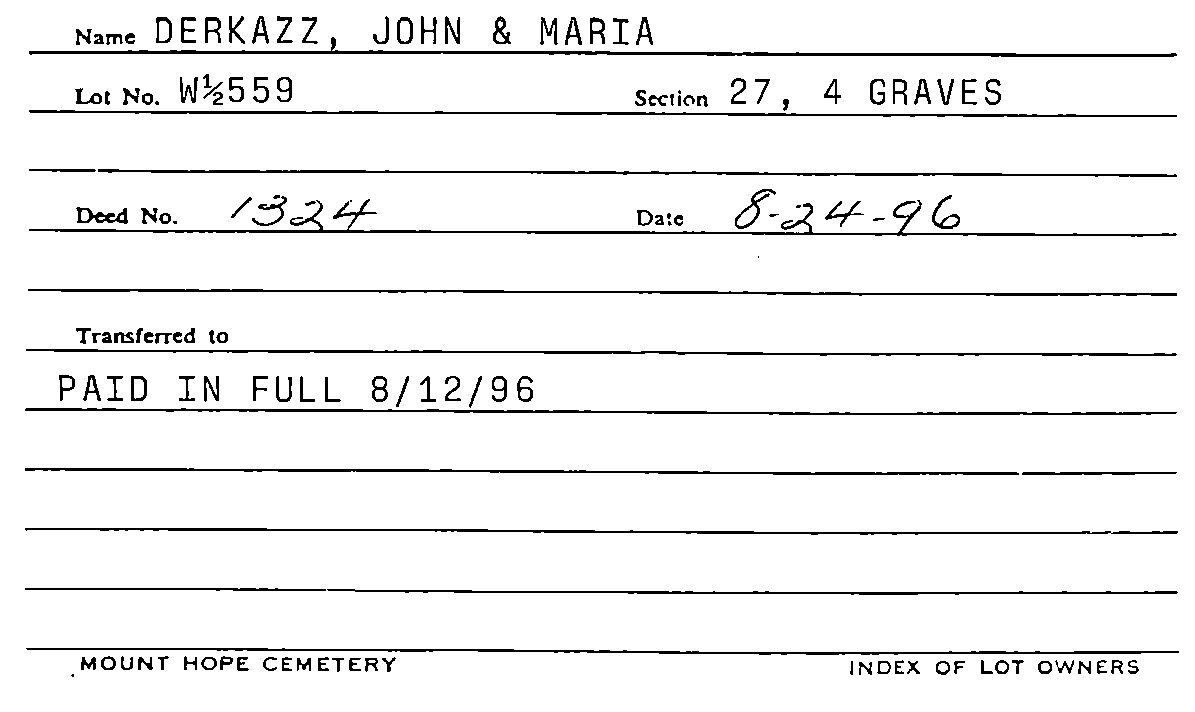 Name DERKAZZ, JOHN & MARIA
Lot No. W½559 Section 27, 4 GRAVES
Deed No. 1324 Date 8-24-96
Transferred to
PAID IN FULL 8/12/96
MOUNT HOPE CEMETERY INDEX OF LOT OWNERS